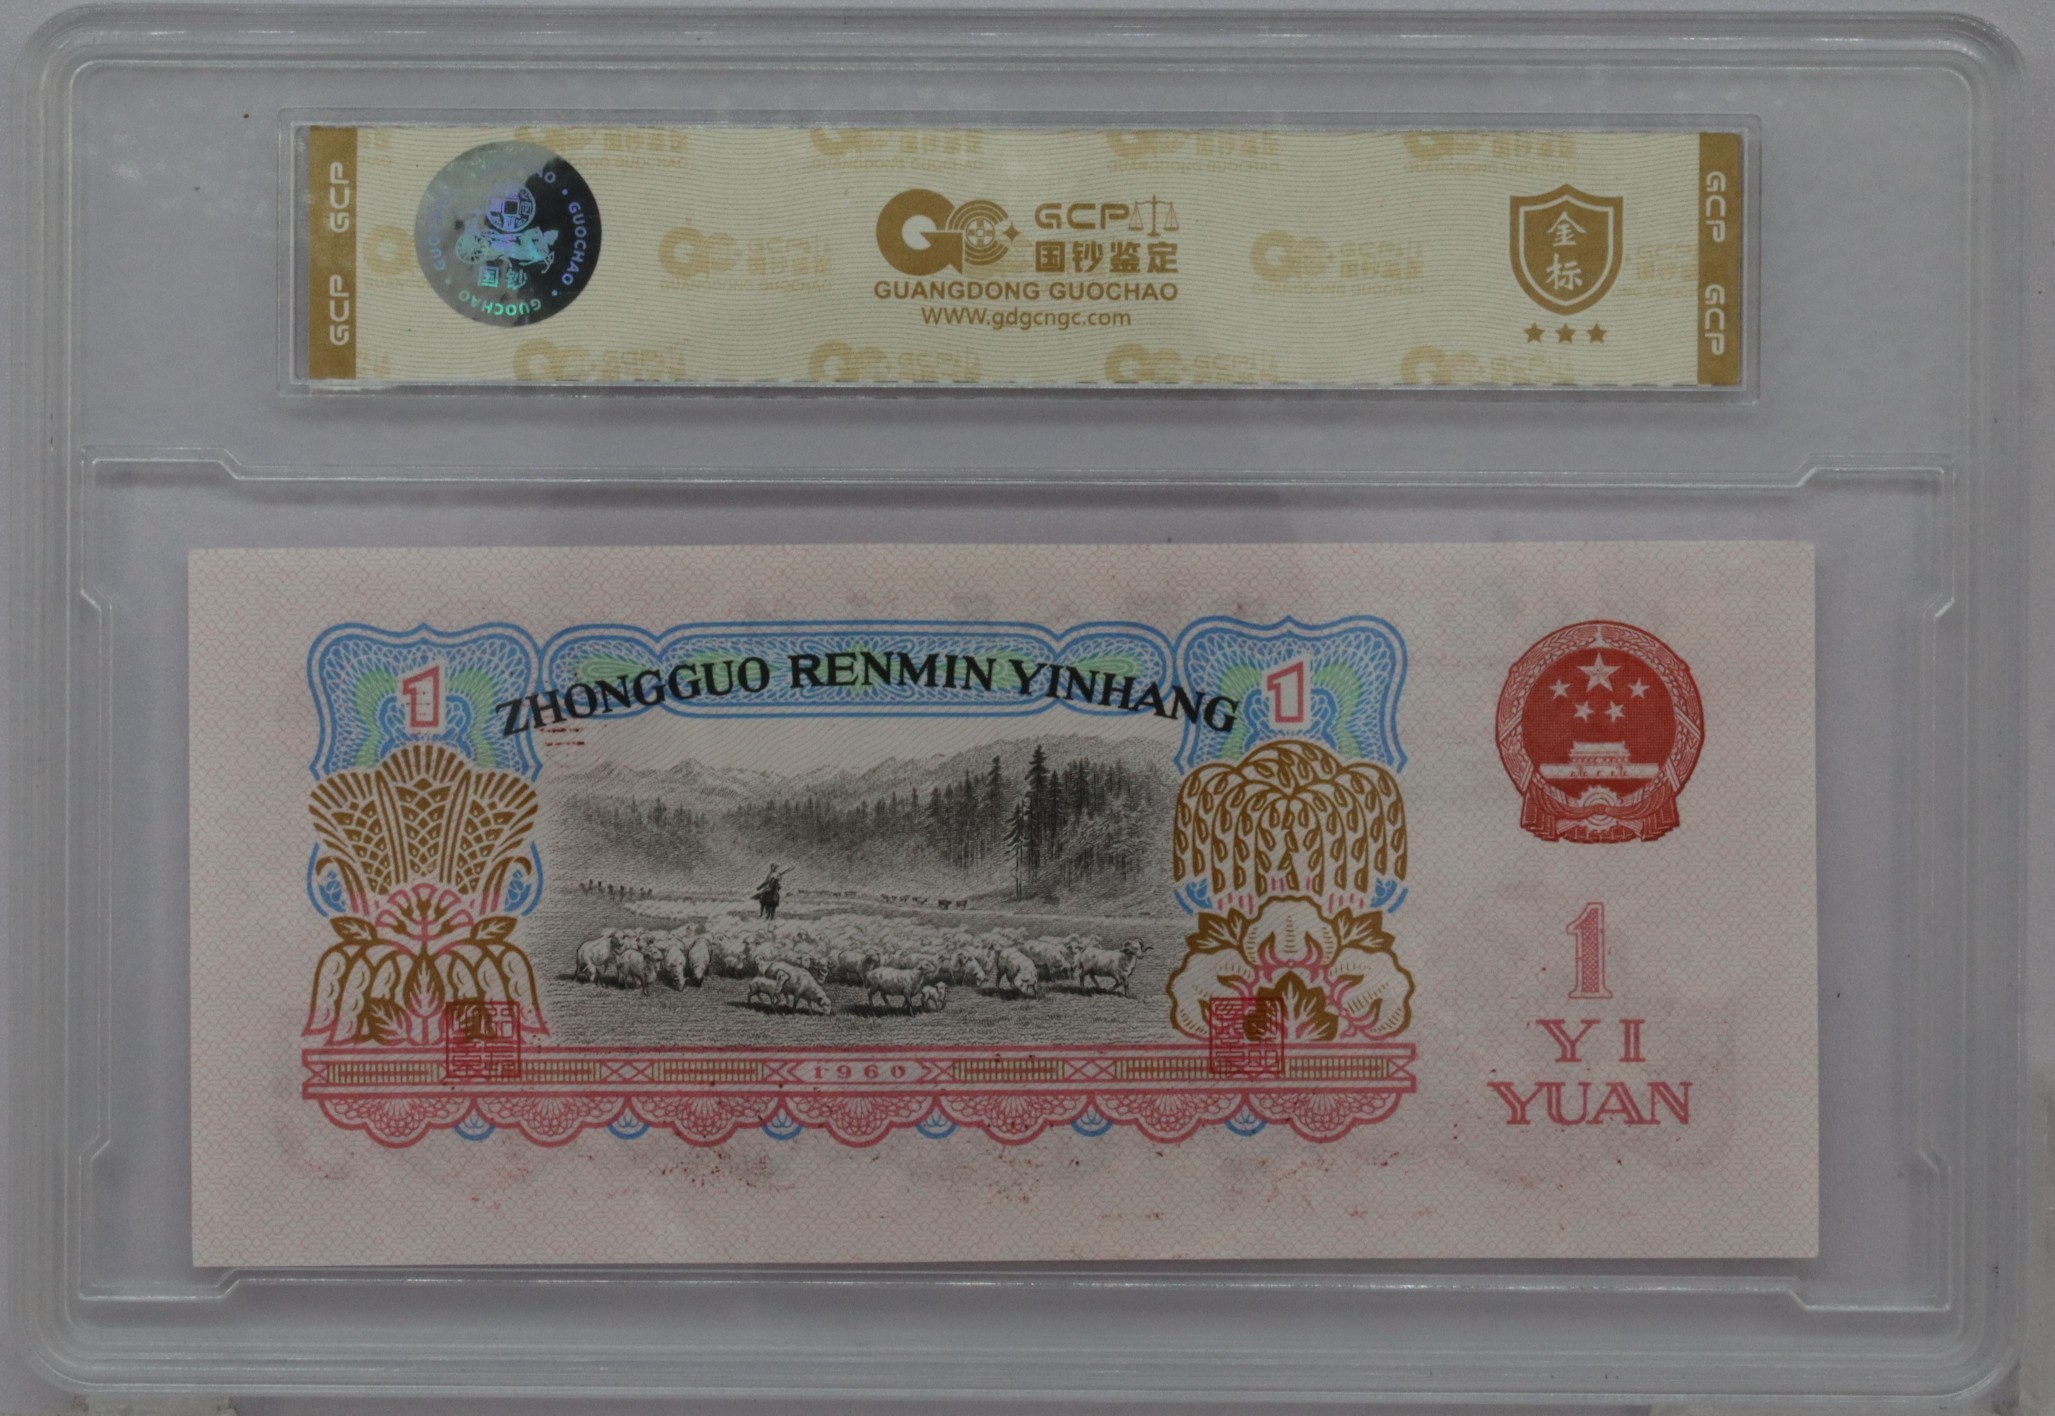 GCP GCP
GUOCHAO • GUOCHAO
国钞
GCP
国钞鉴定
GUANGDONG GUOCHAO
WWW.gdgcngc.com
金标
GCP GCP
ZHONGGUO RENMIN YINHANG
1
1
1960
1
YI
YUAN